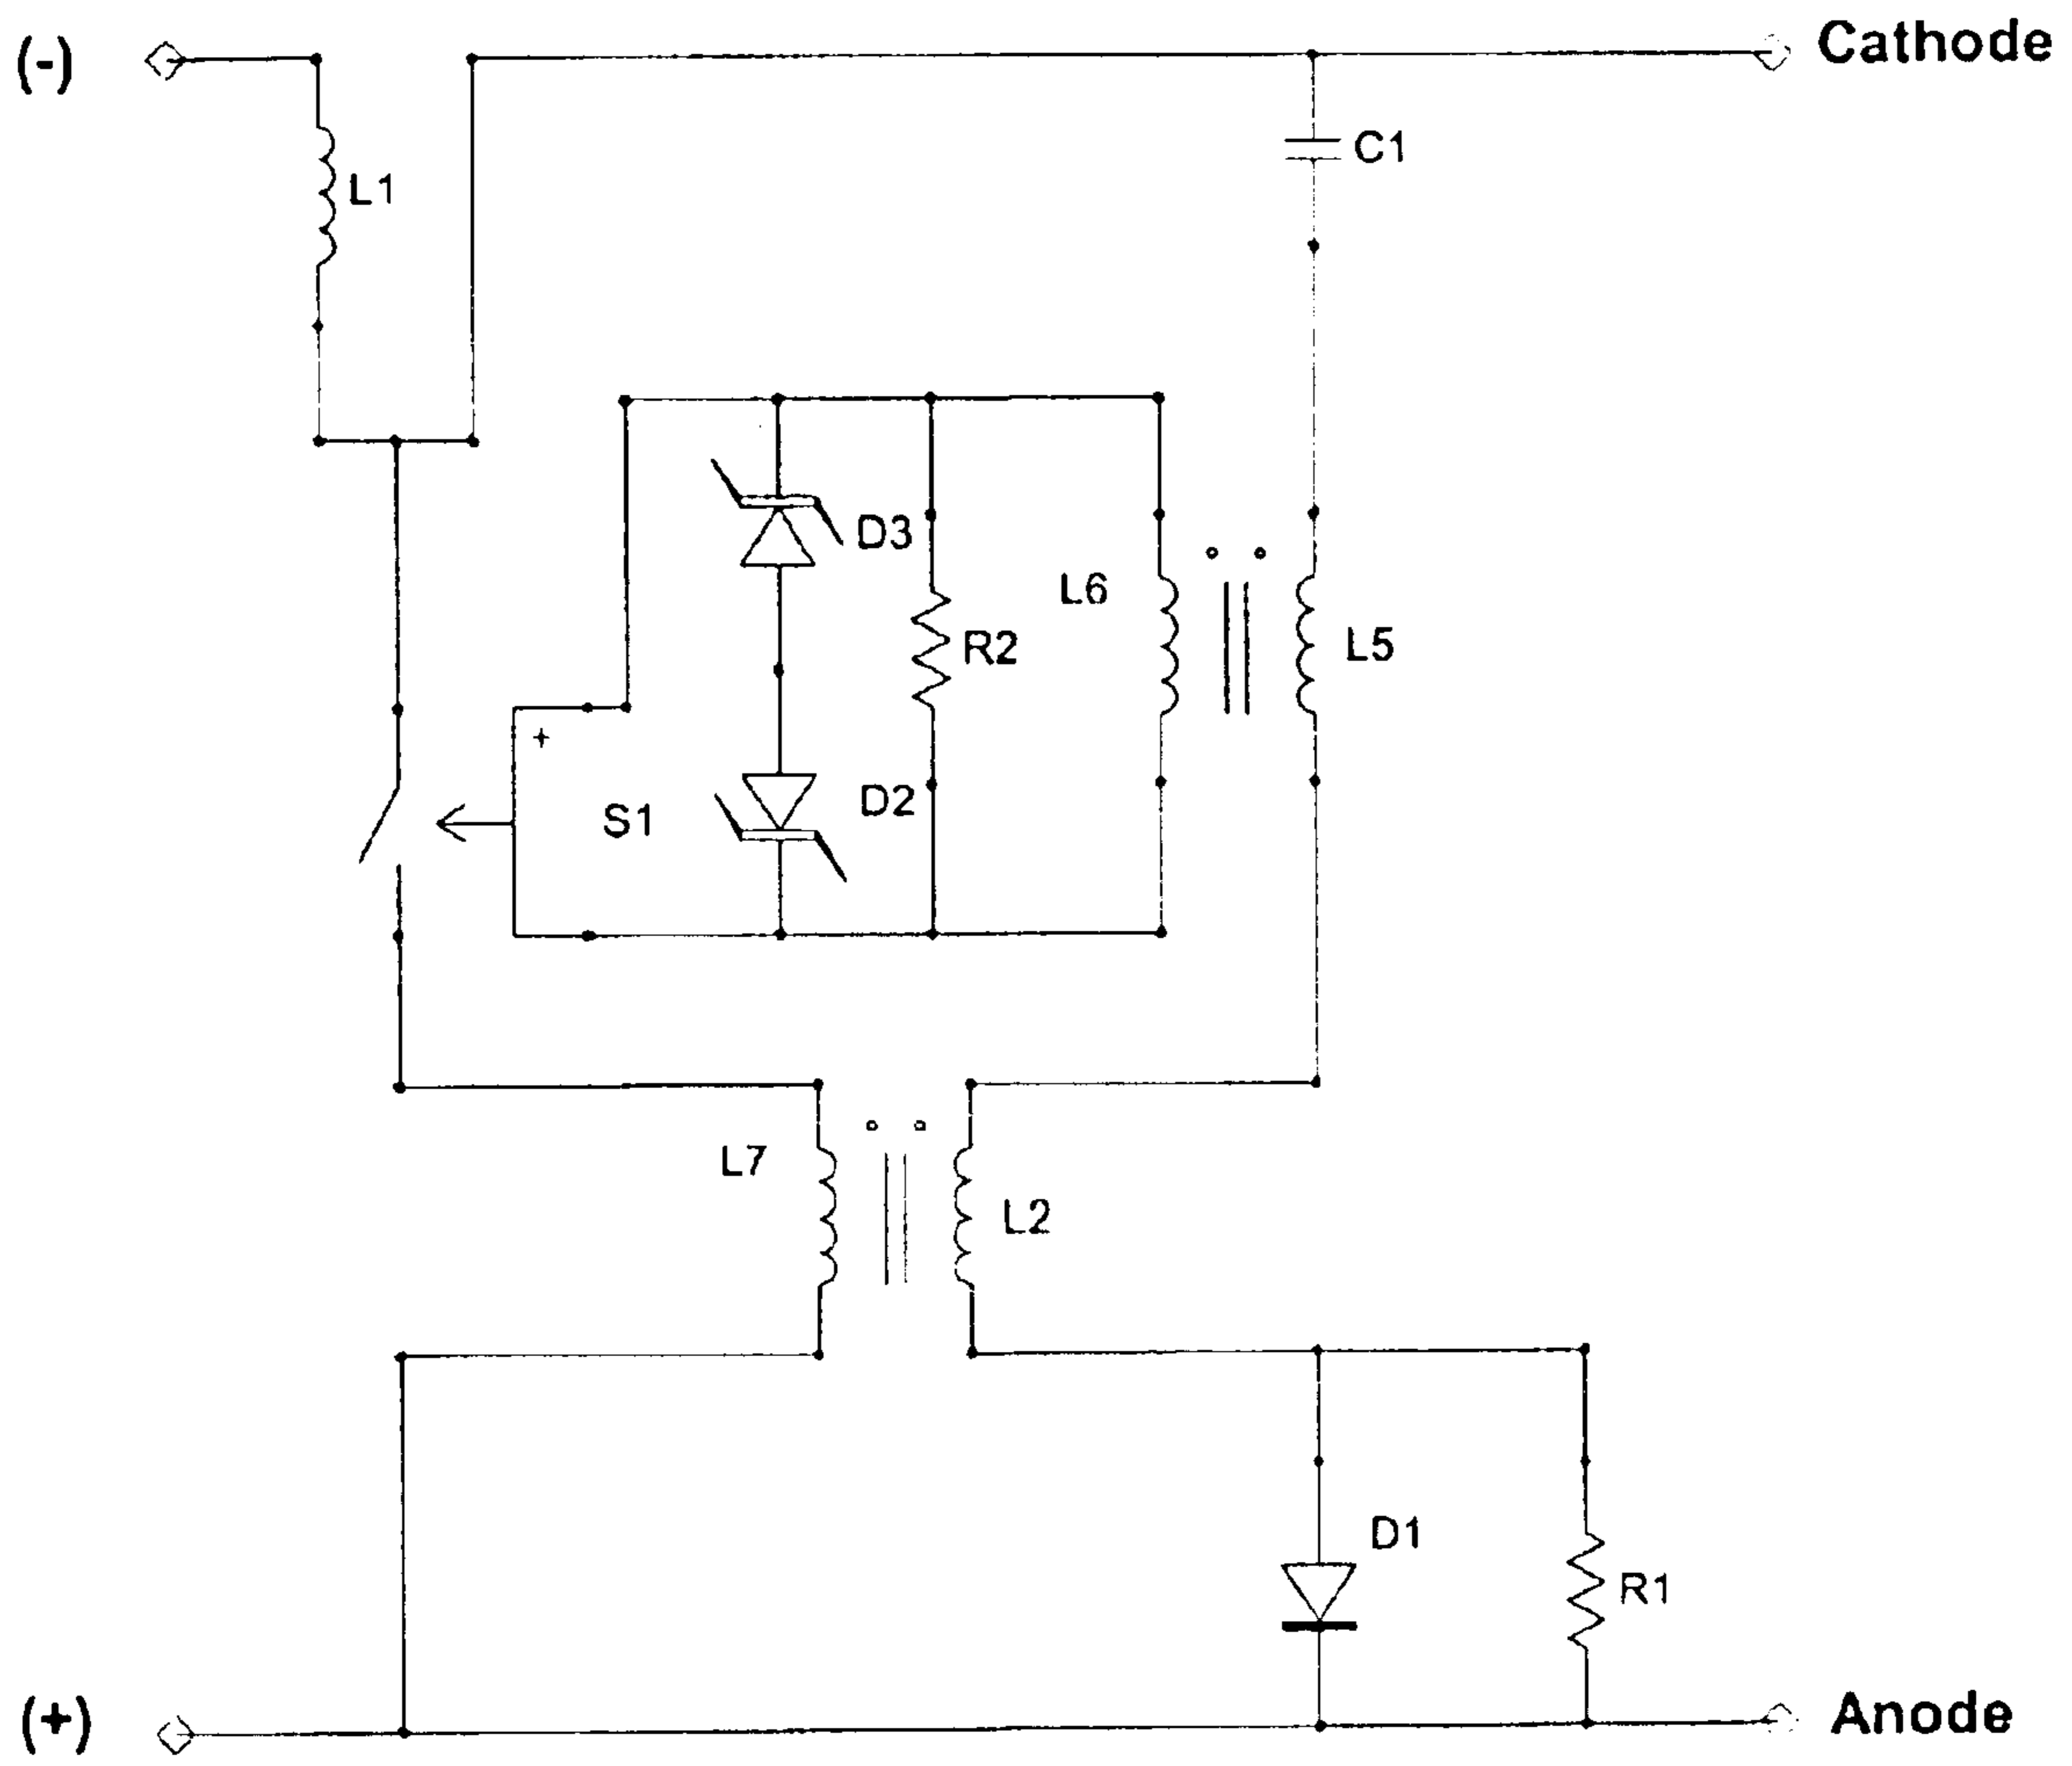 (-)
Cathode
C1
L1
D3
L6
R2
L5
+
D2
S1
L7
L2
D1
R1
(+)
Anode